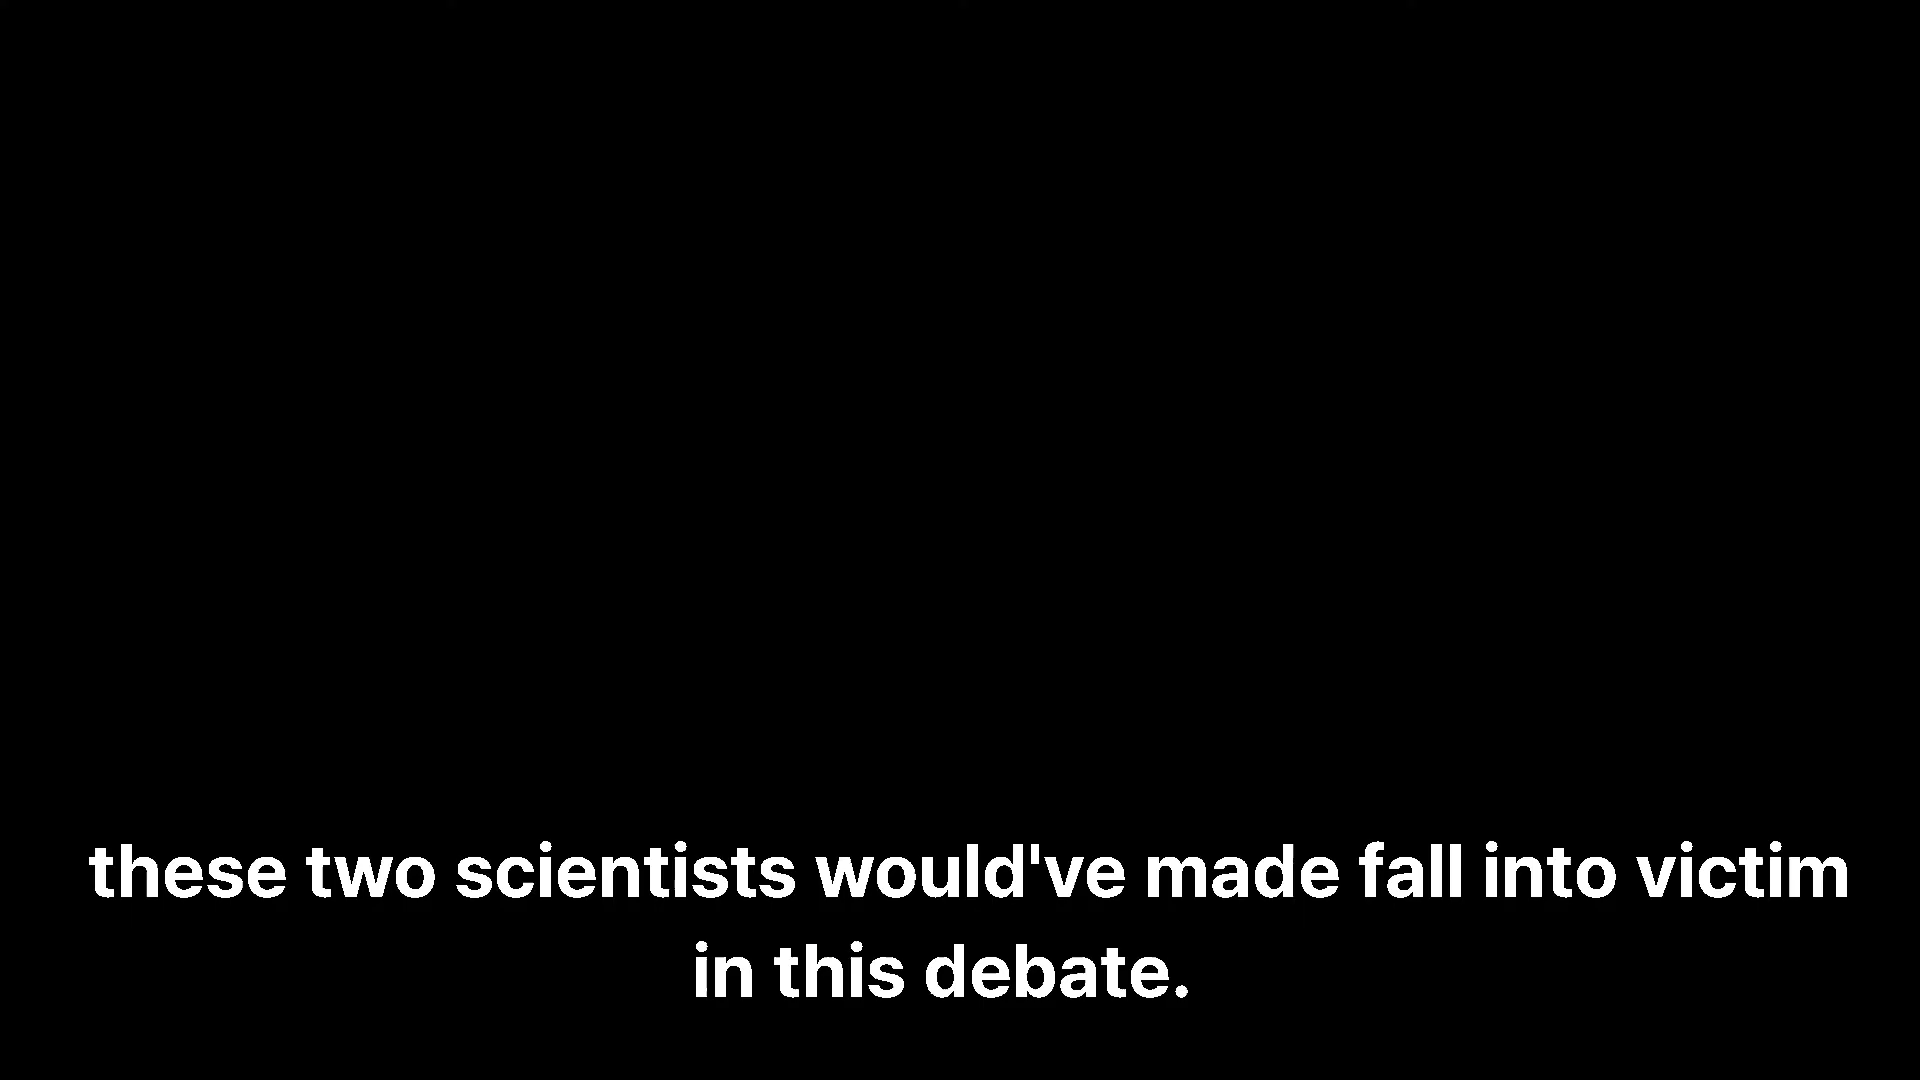 these two scientists would've made fall into victim
in this debate.